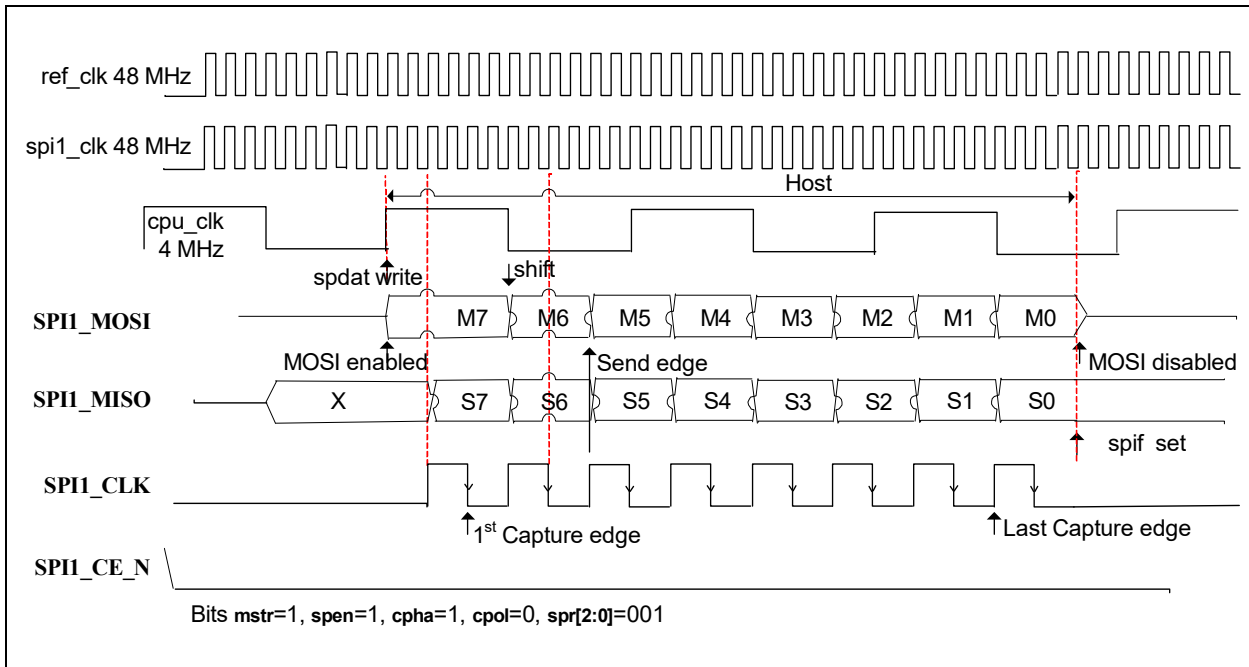 ref_clk 48 MHz
spi1_clk 48 MHz
Host
cpu_clk
4 MHz
spdat write
shift
SPI1_MOSI
M7 M6 M5 M4 M3 M2 M1 M0
MOSI enabled
Send edge
MOSI disabled
SPI1_MISO
X S7 S6 S5 S4 S3 S2 S1 S0
spif set
SPI1_CLK
1st Capture edge
Last Capture edge
SPI1_CE_N
Bits mstr=1, spen=1, cpha=1, cpol=0, spr[2:0]=001